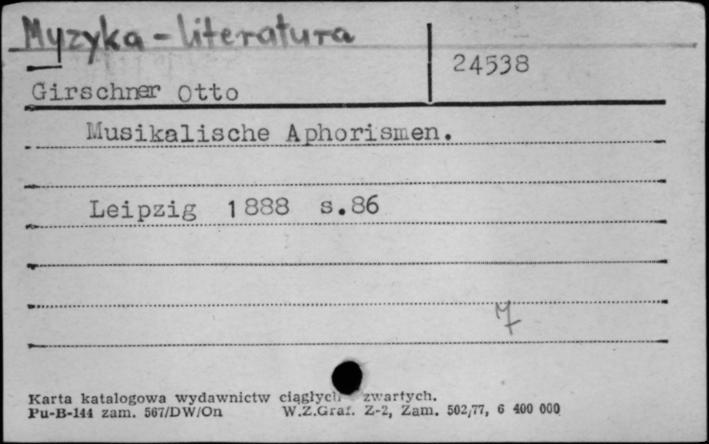 Muzyka - literatura
24538
Girschner Otto
Musikalische Aphorismen.
Leipzig 1888 s.86
Karta katalogowa wydawnictw ciągłych zwartych.
Pu-B-144 zam. 567/DW/On W.Z.Graf. Z-2, Zam. 502/77, 6 400 000